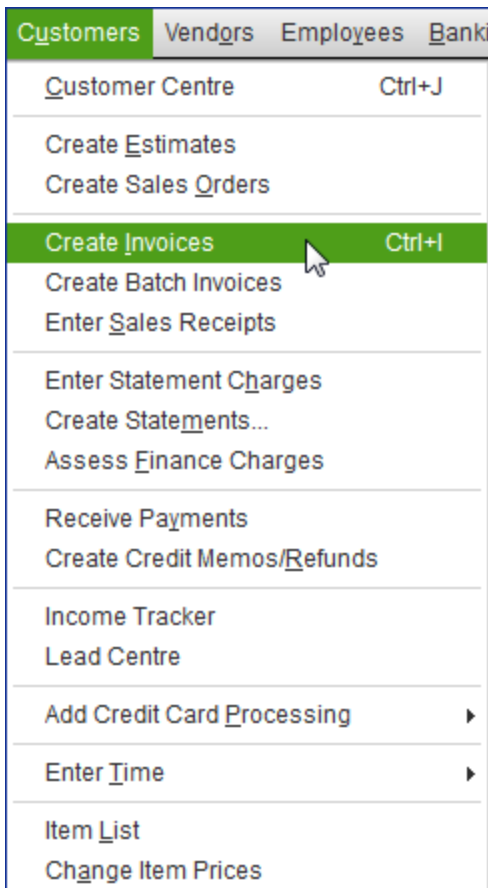 Customers Vendors Employees Banki
Customer Centre Ctrl+J
Create Estimates
Create Sales Orders
Create Invoices Ctrl+I
Create Batch Invoices
Enter Sales Receipts
Enter Statement Charges
Create Statements...
Assess Finance Charges
Receive Payments
Create Credit Memos/Refunds
Income Tracker
Lead Centre
Add Credit Card Processing
Enter Time
Item List
Change Item Prices